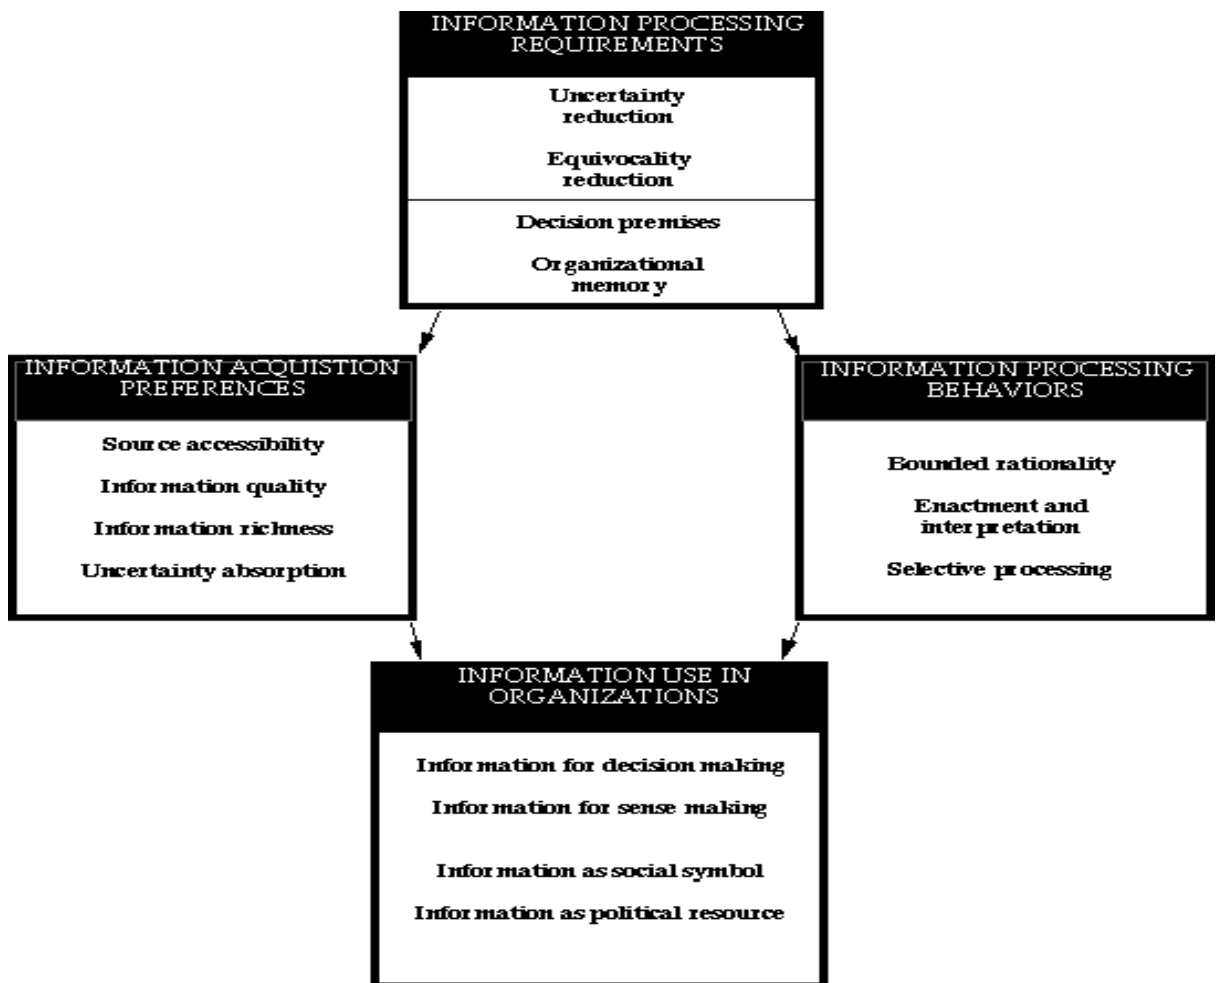 INFORMATION PROCESSING
REQUIREMENTS
Uncertainty
reduction
Equivocality
reduction
Decision premises
Organizational
memory
INFORMATION ACQUISTION
PREFERENCES
Source accessibility
Information quality
Information richness
Uncertainty absorption
INFORMATION PROCESSING
BEHAVIORS
Bounded rationality
Enactment and
interpretation
Selective processing
INFORMATION USE IN
ORGANIZATIONS
Information for decision making
Information for sense making
Information as social symbol
Information as political resource